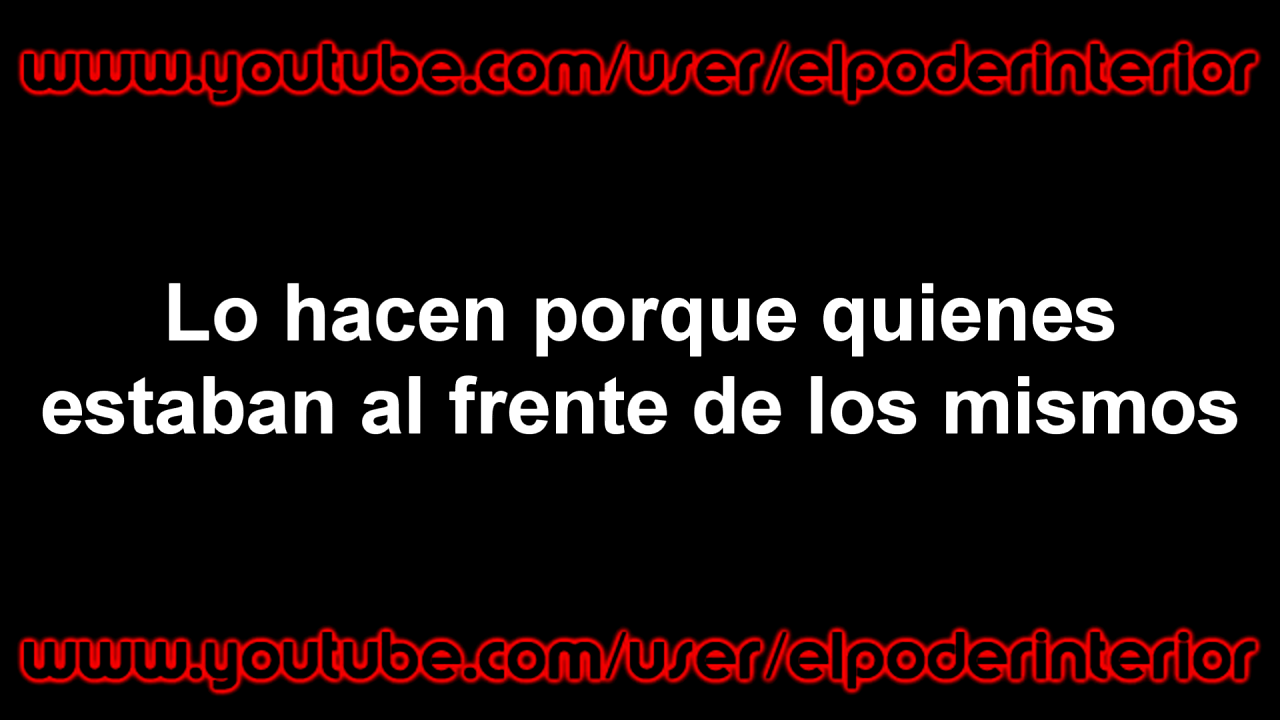 www.youtube.com/user/elpoderinterior
Lo hacen porque quienes
estaban al frente de los mismos
www.youtube.com/user/elpoderinterior